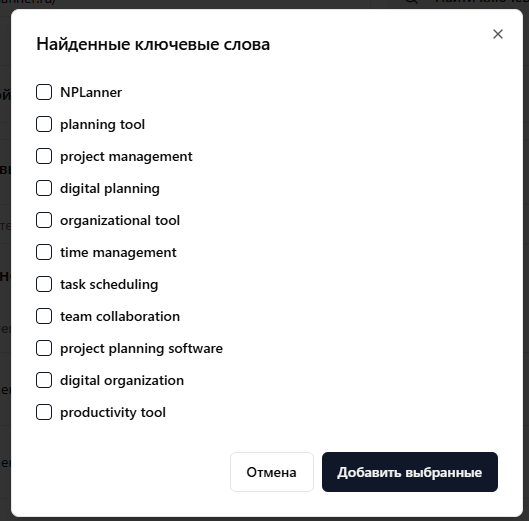 Найденные ключевые слова
NPLanner
planning tool
project management
digital planning
organizational tool
time management
task scheduling
team collaboration
project planning software
digital organization
productivity tool
Отмена
Добавить выбранные